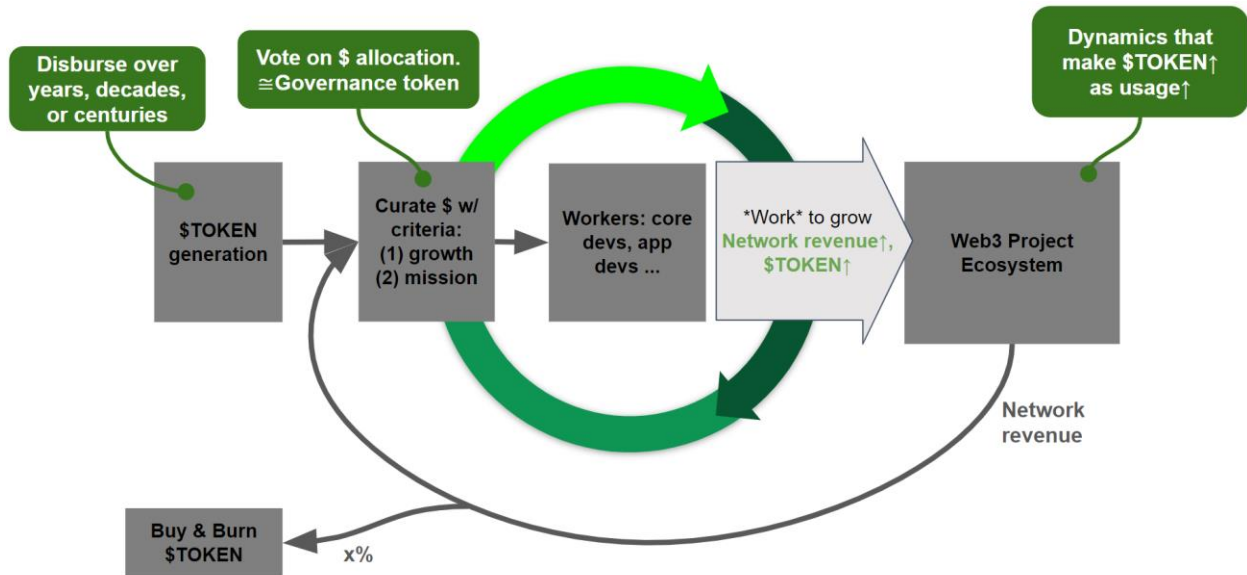 Disburse over
years, decades,
or centuries
Vote on $ allocation.
≅Governance token
Dynamics that
make $TOKEN↑
as usage↑
$TOKEN
generation
Curate $ w/
criteria:
(1) growth
(2) mission
Workers: core
devs, app
devs ...
*Work* to grow
Network revenue↑,
$TOKEN↑
Web3 Project
Ecosystem
Network
revenue
Buy & Burn
$TOKEN
x%